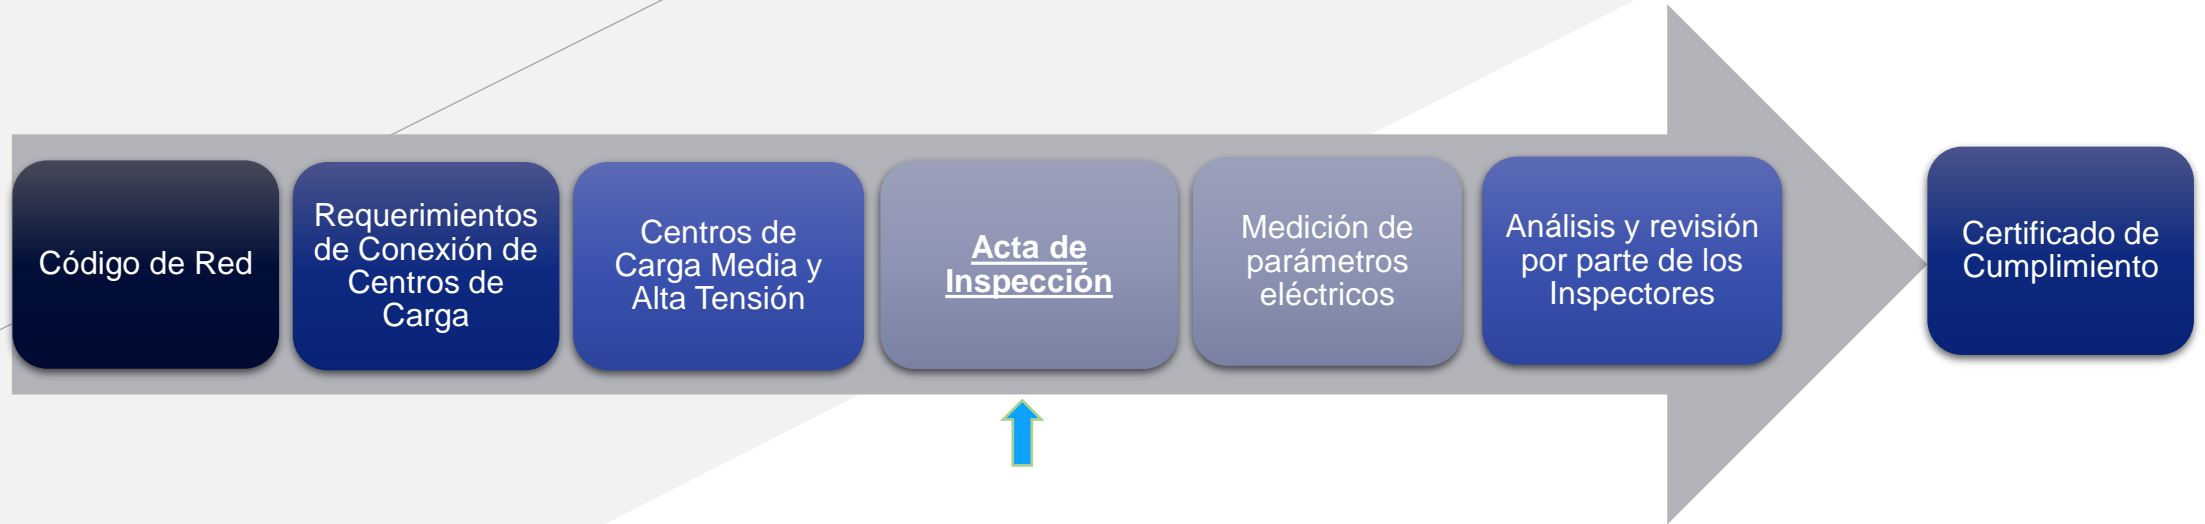 Código de Red
Requerimientos
de Conexión de
Centros de
Carga
Centros de
Carga Media y
Alta Tensión
Acta de
Inspección
Medición de
parámetros
eléctricos
Análisis y revisión
por parte de los
Inspectores
Certificado de
Cumplimiento